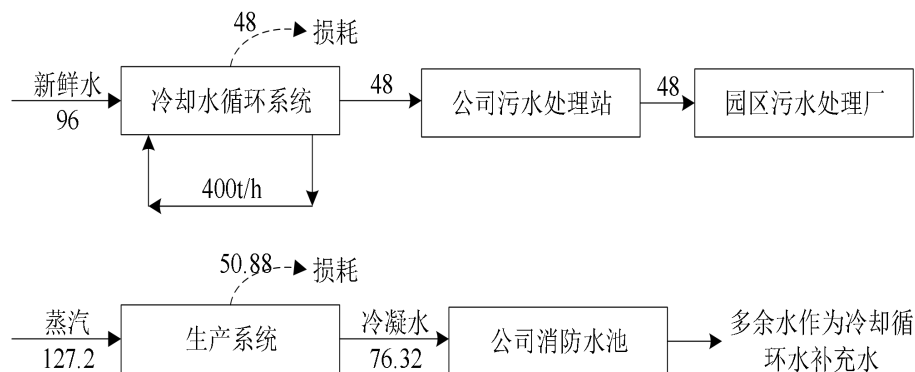 48
损耗
新鲜水
96
冷却水循环系统
48
公司污水处理站
48
园区污水处理厂
400t/h
50.88
损耗
蒸汽
127.2
生产系统
冷凝水
76.32
公司消防水池
多余水作为冷却循
环水补充水